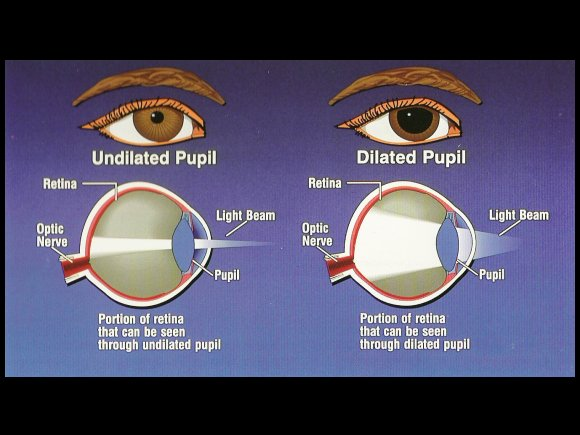 Undilated Pupil
Retina
Optic
Nerve
Light Beam
Pupil
Portion of retina
that can be seen
through undilated pupil
Dilated Pupil
Retina
Optic
Nerve
Light Beam
Pupil
Portion of retina
that can be seen
through dilated pupil